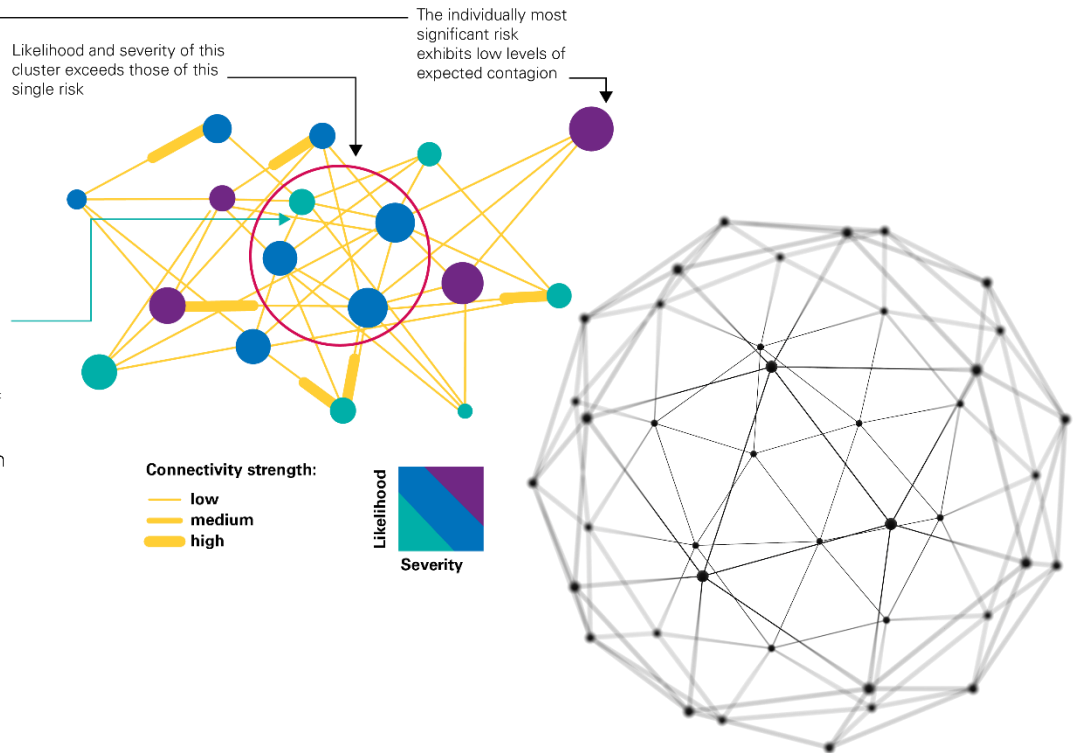 Likelihood and severity of this
cluster exceeds those of this
single risk
The individually most
significant risk
exhibits low levels of
expected contagion
Connectivity strength:
low
medium
high
Likelihood
Severity